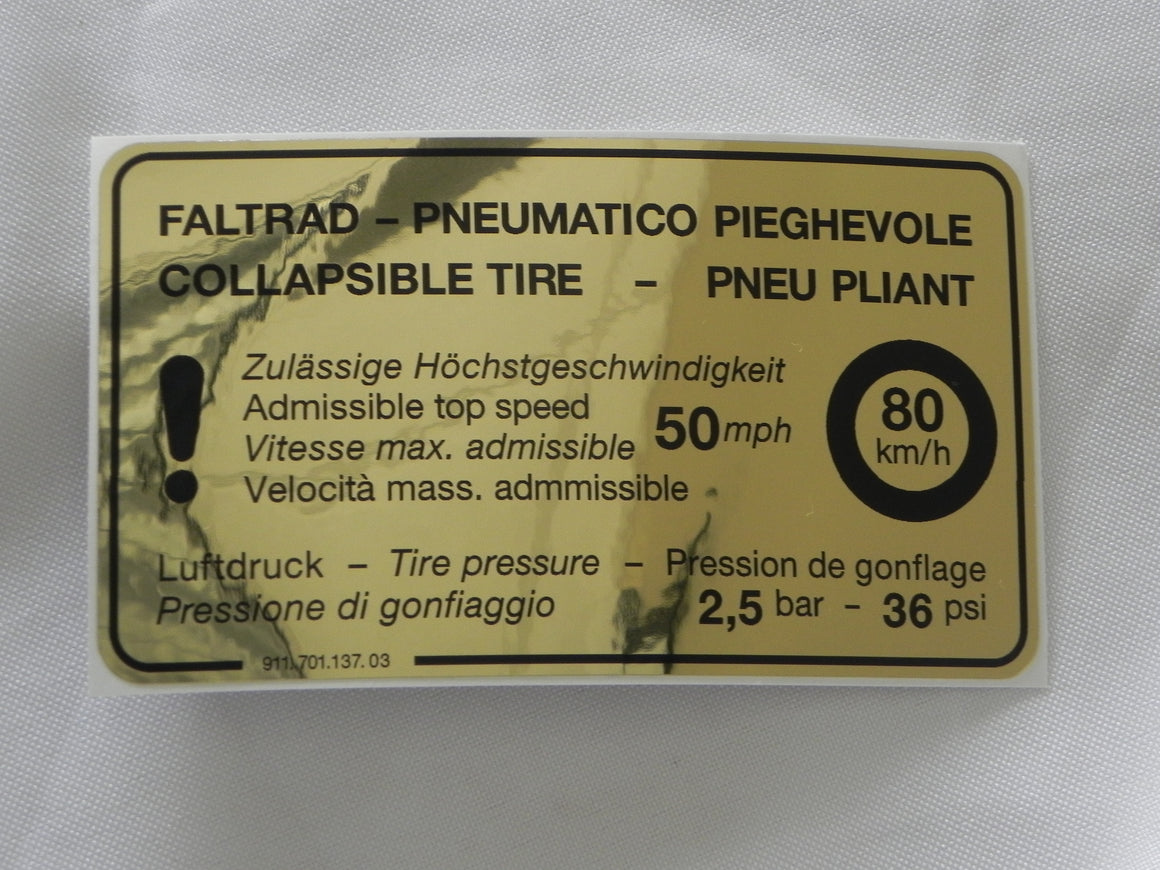 FALTRAD – PNEUMATICO PIEGHEVOLE
COLLAPSIBLE TIRE – PNEU PLIANT
!
Zulässige Höchstgeschwindigkeit
Admissible top speed
Vitesse max. admissible
Velocità mass. admmissible
50 mph
80
km/h
Luftdruck – Tire pressure – Pression de gonflage
Pressione di gonfiaggio 2,5 bar – 36 psi
911.701.137.03